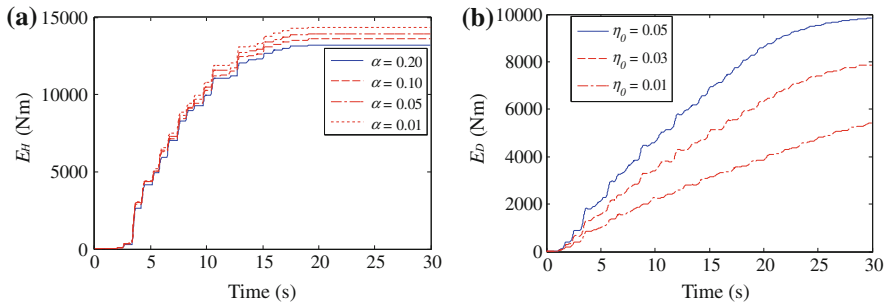 (a)
15000
10000
5000
0
E_H (Nm)
α = 0.20
α = 0.10
α = 0.05
α = 0.01
0 5 10 15 20 25 30
Time (s)
(b)
10000
8000
6000
4000
2000
0
E_D (Nm)
η_0 = 0.05
η_0 = 0.03
η_0 = 0.01
0 5 10 15 20 25 30
Time (s)